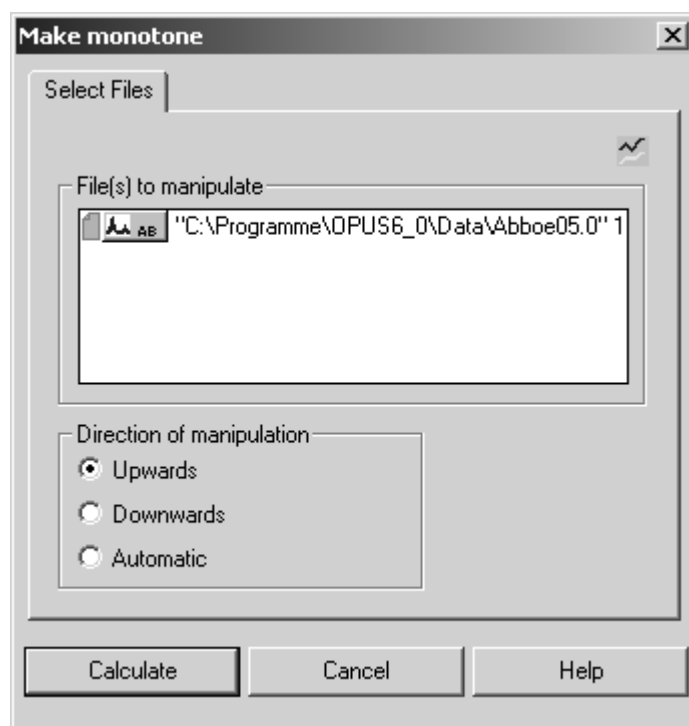 Make monotone
Select Files
File(s) to manipulate
AB "C:\Programme\OPUS6_0\Data\Abboe05.0" 1
Direction of manipulation
Upwards
Downwards
Automatic
Calculate Cancel Help